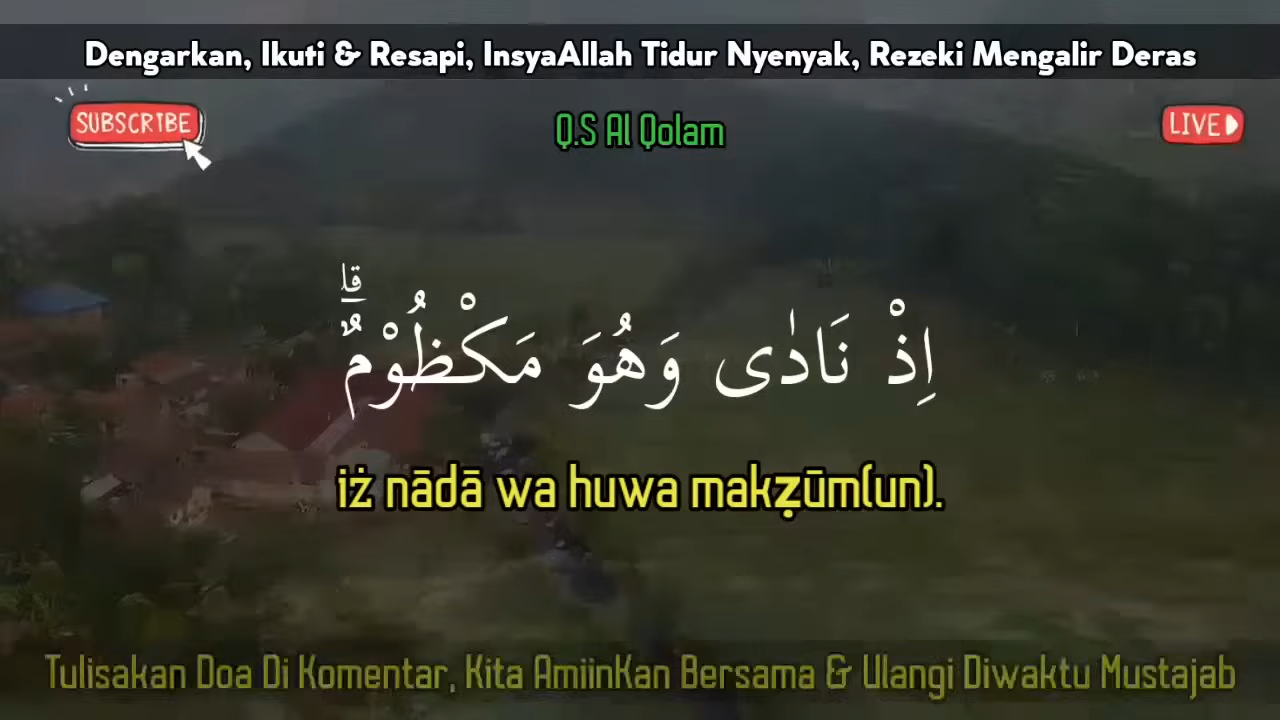 Dengarkan, Ikuti & Resapi, InsyaAllah Tidur Nyenyak, Rezeki Mengalir Deras
SUBSCRIBE
Q.S Al Qolam
LIVE
اِذْ نَادٰى وَهُوَ مَكْظُوْمٌۗ
iż nādā wa huwa makẓūm(un).
Tulisakan Doa Di Komentar, Kita AmiinKan Bersama & Ulangi Diwaktu Mustajab